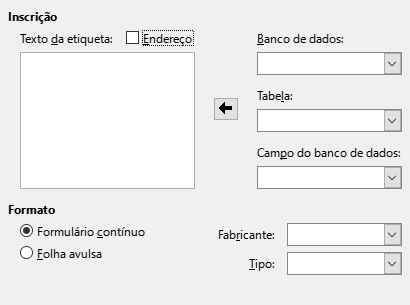 Inscrição
Texto da etiqueta: Endereço
Banco de dados:
Tabela:
Campo do banco de dados:
Formato
Formulário contínuo
Folha avulsa
Fabricante:
Tipo: